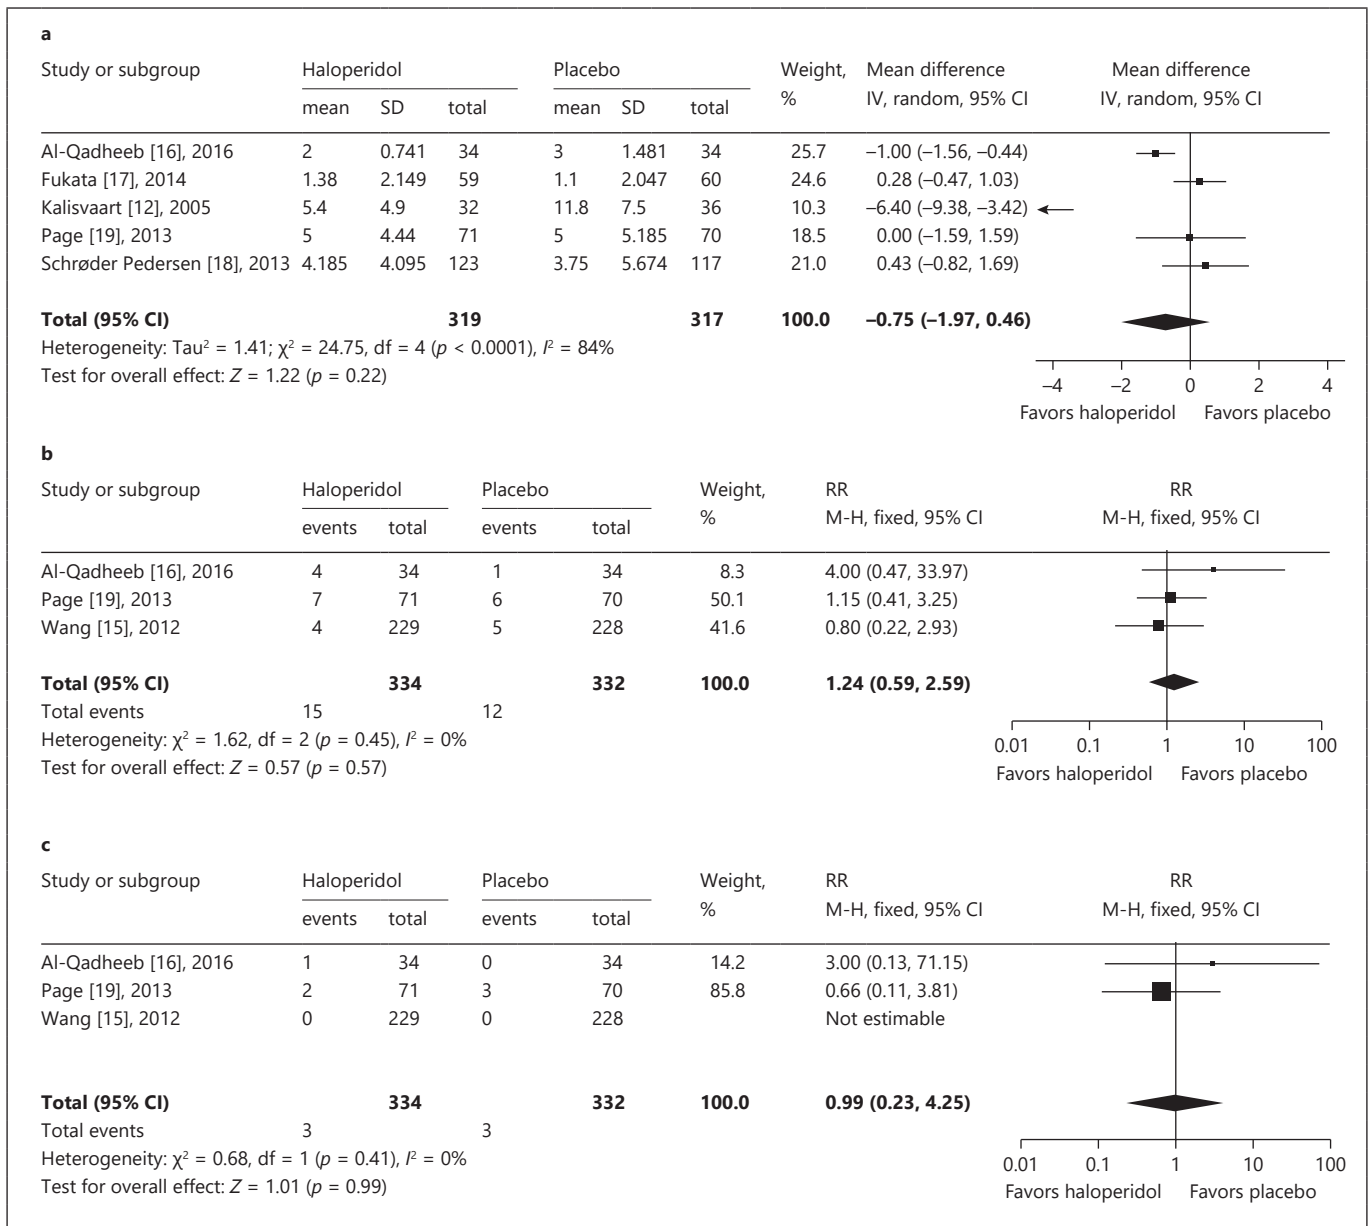 a
Study or subgroup Haloperidol Placebo Weight, Mean difference Mean difference
mean SD total mean SD total % IV, random, 95% CI IV, random, 95% CI
Al-Qadheeb [16], 2016 2 0.741 34 3 1.481 34 25.7 –1.00 (–1.56, –0.44)
Fukata [17], 2014 1.38 2.149 59 1.1 2.047 60 24.6 0.28 (–0.47, 1.03)
Kalisvaart [12], 2005 5.4 4.9 32 11.8 7.5 36 10.3 –6.40 (–9.38, –3.42)
Page [19], 2013 5 4.44 71 5 5.185 70 18.5 0.00 (–1.59, 1.59)
Schrøder Pedersen [18], 2013 4.185 4.095 123 3.75 5.674 117 21.0 0.43 (–0.82, 1.69)
Total (95% CI) 319 317 100.0 –0.75 (–1.97, 0.46)
Heterogeneity: Tau² = 1.41; χ² = 24.75, df = 4 (p < 0.0001), I² = 84%
Test for overall effect: Z = 1.22 (p = 0.22)
–4 –2 0 2 4
Favors haloperidol Favors placebo
b
Study or subgroup Haloperidol Placebo Weight, RR RR
events total events total % M-H, fixed, 95% CI M-H, fixed, 95% CI
Al-Qadheeb [16], 2016 4 34 1 34 8.3 4.00 (0.47, 33.97)
Page [19], 2013 7 71 6 70 50.1 1.15 (0.41, 3.25)
Wang [15], 2012 4 229 5 228 41.6 0.80 (0.22, 2.93)
Total (95% CI) 334 332 100.0 1.24 (0.59, 2.59)
Total events 15 12
Heterogeneity: χ² = 1.62, df = 2 (p = 0.45), I² = 0%
Test for overall effect: Z = 0.57 (p = 0.57)
0.01 0.1 1 10 100
Favors haloperidol Favors placebo
c
Study or subgroup Haloperidol Placebo Weight, RR RR
events total events total % M-H, fixed, 95% CI M-H, fixed, 95% CI
Al-Qadheeb [16], 2016 1 34 0 34 14.2 3.00 (0.13, 71.15)
Page [19], 2013 2 71 3 70 85.8 0.66 (0.11, 3.81)
Wang [15], 2012 0 229 0 228 Not estimable
Total (95% CI) 334 332 100.0 0.99 (0.23, 4.25)
Total events 3 3
Heterogeneity: χ² = 0.68, df = 1 (p = 0.41), I² = 0%
Test for overall effect: Z = 1.01 (p = 0.99)
0.01 0.1 1 10 100
Favors haloperidol Favors placebo